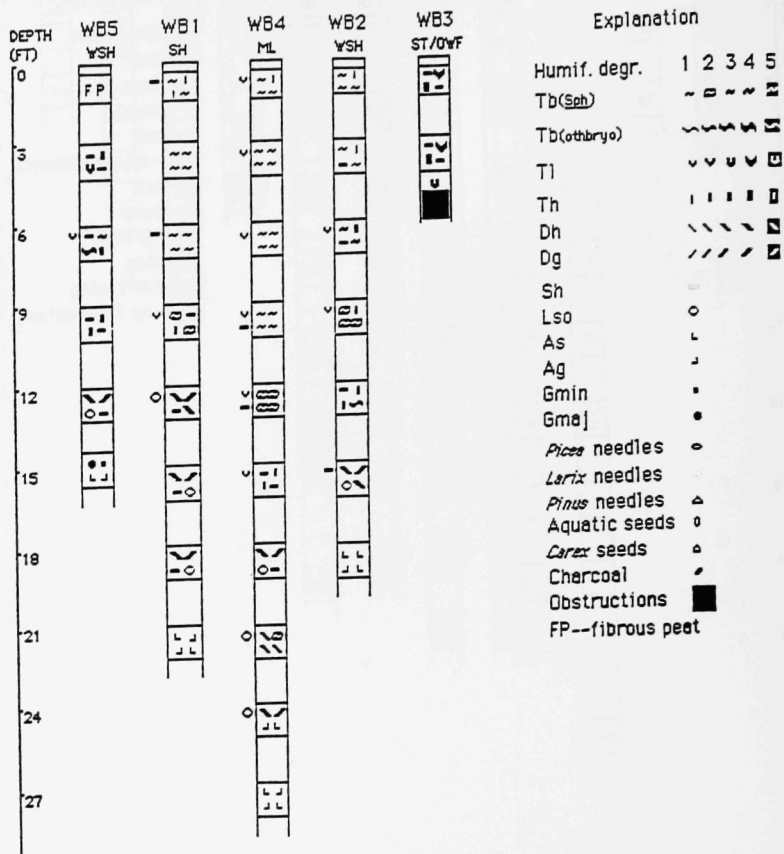 DEPTH
(FT)
WB5 WB1 WB4 WB2 WB3
WSH SH ML WSH ST/OWF
0
3
6
9
12
15
18
21
24
27
FP
Explanation
Humif. degr. 1 2 3 4 5
Tb(Sph)
Tb(othbryo)
Tl
Th
Dh
Dg
Sh
Lso
As
Ag
Gmin
Gmaj
Picea needles
Larix needles
Pinus needles
Aquatic seeds
Carex seeds
Charcoal
Obstructions
FP--fibrous peat